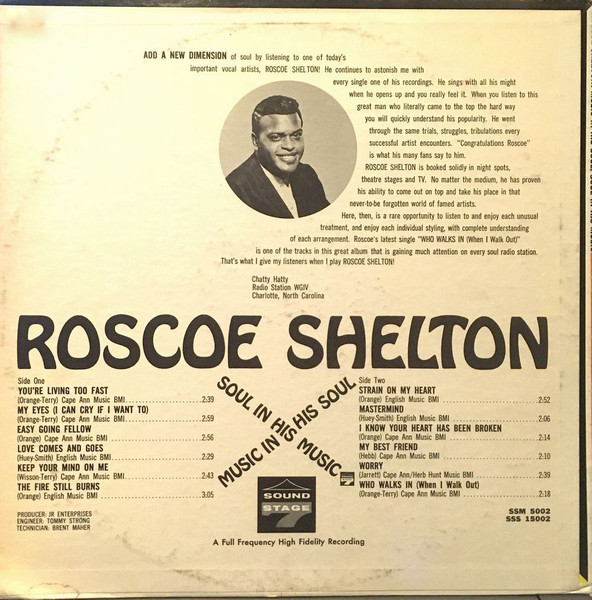 ADD A NEW DIMENSION of soul by listening to one of today's
important vocal artists, ROSCOE SHELTON! He continues to astonish me with
every single one of his recordings. He sings with all his might
when he opens up and you really feel it. When you listen to this
great man who literally came to the top the hard way
you will quickly understand his popularity. He went
through the same trials, struggles, tribulations every
successful artist encounters. "Congratulations Roscoe"
is what his many fans say to him.
ROSCOE SHELTON is booked solidly in night spots,
theatre stages and TV. No matter the medium, he has proven
his ability to come out on top and take his place in that
never-to-be forgotten world of famed artists.
Here, then, is a rare opportunity to listen to and enjoy each unusual
treatment, and enjoy each individual styling, with complete understanding
of each arrangement. Roscoe's latest single "WHO WALKS IN (When I Walk Out)"
is one of the tracks in this great album that is gaining much attention on every soul radio station.
That's what I give my listeners when I play ROSCOE SHELTON!
Chatty Hatty
Radio Station WGIV
Charlotte, North Carolina
ROSCOE SHELTON
Side One
YOU'RE LIVING TOO FAST
(Orange-Terry) Cape Ann Music BMI 2:39
MY EYES (I CAN CRY IF I WANT TO)
(Orange-Terry) Cape Ann Music BMI 2:59
EASY GOING FELLOW
(Orange) Cape Ann Music BMI 2:56
LOVE COMES AND GOES
(Huey-Smith) English Music BMI 2:29
KEEP YOUR MIND ON ME
(Wisson-Terry) Cape Ann Music BMI 2:43
THE FIRE STILL BURNS
(Orange) English Music BMI 3:05
PRODUCER: JR ENTERPRISES
ENGINEER: TOMMY STRONG
TECHNICIAN: BRENT MAHER
SOUL IN HIS MUSIC
MUSIC IN HIS SOUL
Side Two
STRAIN ON MY HEART
(Orange) English Music BMI 2:52
MASTERMIND
(Huey-Smith) English Music BMI 2:06
I KNOW YOUR HEART HAS BEEN BROKEN
(Orange) Cape Ann Music BMI 2:14
MY BEST FRIEND
(Hebb) Cape Ann Music BMI 2:10
WORRY
(Jarrett) Cape Ann/Herb Hunt Music BMI 2:39
WHO WALKS IN (When I Walk Out)
(Orange-Terry) Cape Ann Music BMI 2:18
SOUND
STAGE
7
SSM 5002
SSS 15002
A Full Frequency High Fidelity Recording